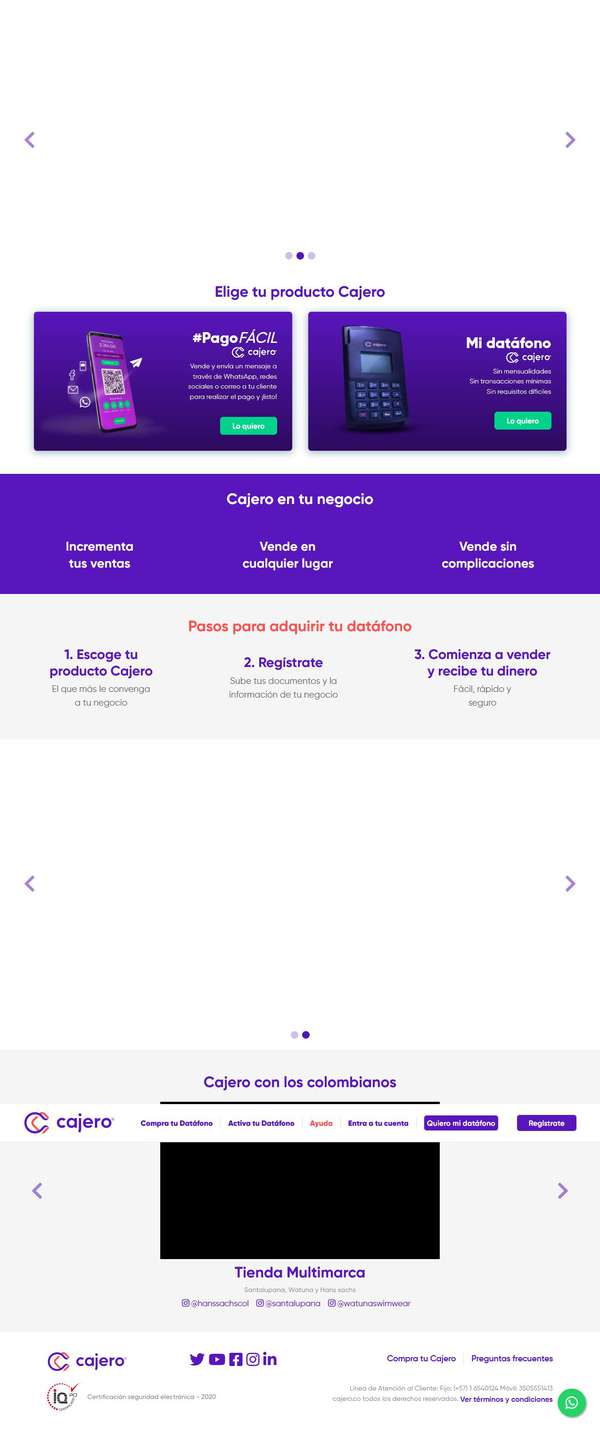 Elige tu producto Cajero
#PagoFÁCIL
cajero
Vende y envía un mensaje a
través de WhatsApp, redes
sociales o correo a tu cliente
para realizar el pago y ¡listo!
Lo quiero
Mi datáfono
cajero
Sin mensualidades
Sin transacciones mínimas
Sin requisitos difíciles
Lo quiero
Cajero en tu negocio
Incrementa
tus ventas
Vende en
cualquier lugar
Vende sin
complicaciones
Pasos para adquirir tu datáfono
1. Escoge tu
producto Cajero
El que más le convenga
a tu negocio
2. Regístrate
Sube tus documentos y la
información de tu negocio
3. Comienza a vender
y recibe tu dinero
Fácil, rápido y
seguro
Cajero con los colombianos
cajero
Compra tu Datáfono
Activa tu Datáfono
Ayuda
Entra a tu cuenta
Quiero mi datáfono
Regístrate
Tienda Multimarca
Santalupana, Watuna y Hans sachs
@hanssachscol @santalupana @watunaswimwear
cajero
Compra tu Cajero
Preguntas frecuentes
iQ
Certificación seguridad electrónica - 2020
Línea de Atención al Cliente: Fijo: (+57) 1 6540124 Móvil: 3505551413
cajero.co todos los derechos reservados. Ver términos y condiciones